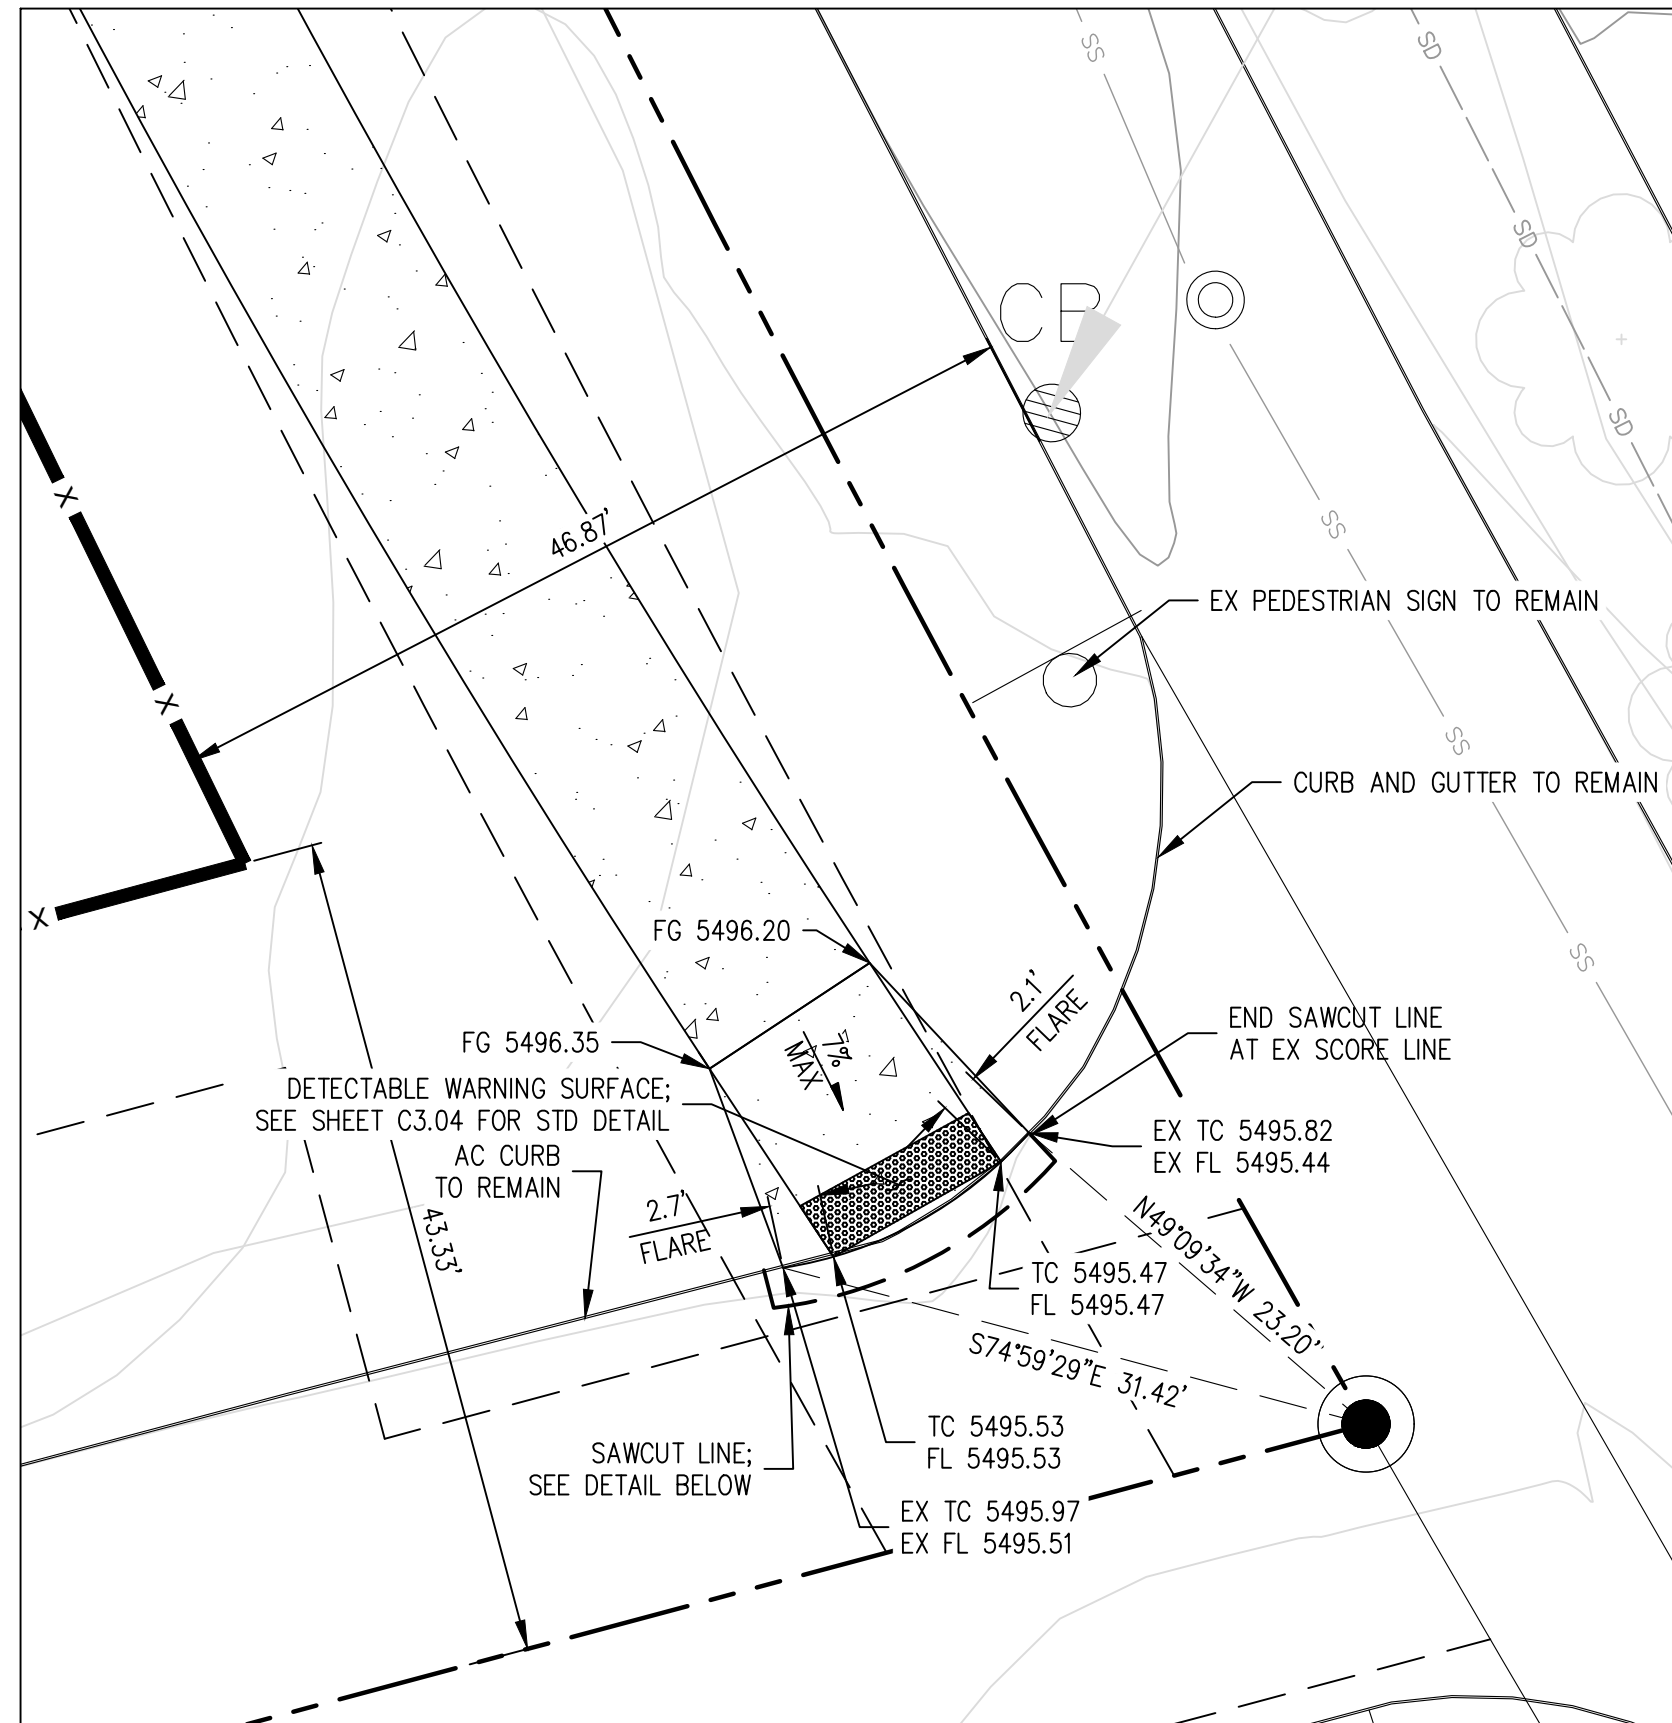 SS
SD
SD
CB
46.87'
SD
X
SS
EX PEDESTRIAN SIGN TO REMAIN
X
SS
CURB AND GUTTER TO REMAIN
X
FG 5496.20
SS
2.1'
FLARE
END SAWCUT LINE
AT EX SCORE LINE
FG 5496.35
7%
MAX
DETECTABLE WARNING SURFACE;
SEE SHEET C3.04 FOR STD DETAIL
AC CURB
TO REMAIN
EX TC 5495.82
EX FL 5495.44
2.7'
FLARE
43.33'
N49°09'34"W 23.20'
TC 5495.47
FL 5495.47
S74°59'29"E 31.42'
TC 5495.53
FL 5495.53
SAWCUT LINE;
SEE DETAIL BELOW
EX TC 5495.97
EX FL 5495.51